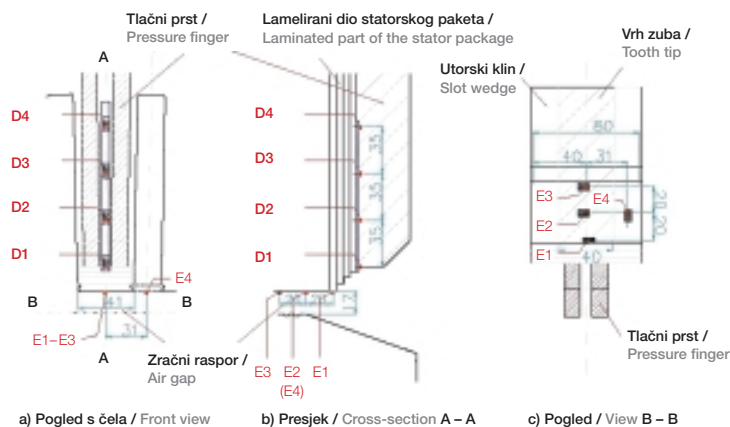 Tlačni prst /
Pressure finger
A
D4
D3
D2
D1
B
41
31
B
E4
E1–E3
A
Zračni raspor /
Air gap
a) Pogled s čela / Front view
Lamelirani dio statorskog paketa /
Laminated part of the stator package
D4
D3
D2
D1
35
35
35
E3
E2
(E4)
E1
b) Presjek / Cross-section A – A
Vrh zuba /
Tooth tip
Utorski klin /
Slot wedge
40
31
E3
E4
E2
E1
20
40
Tlačni prst /
Pressure finger
c) Pogled / View B – B